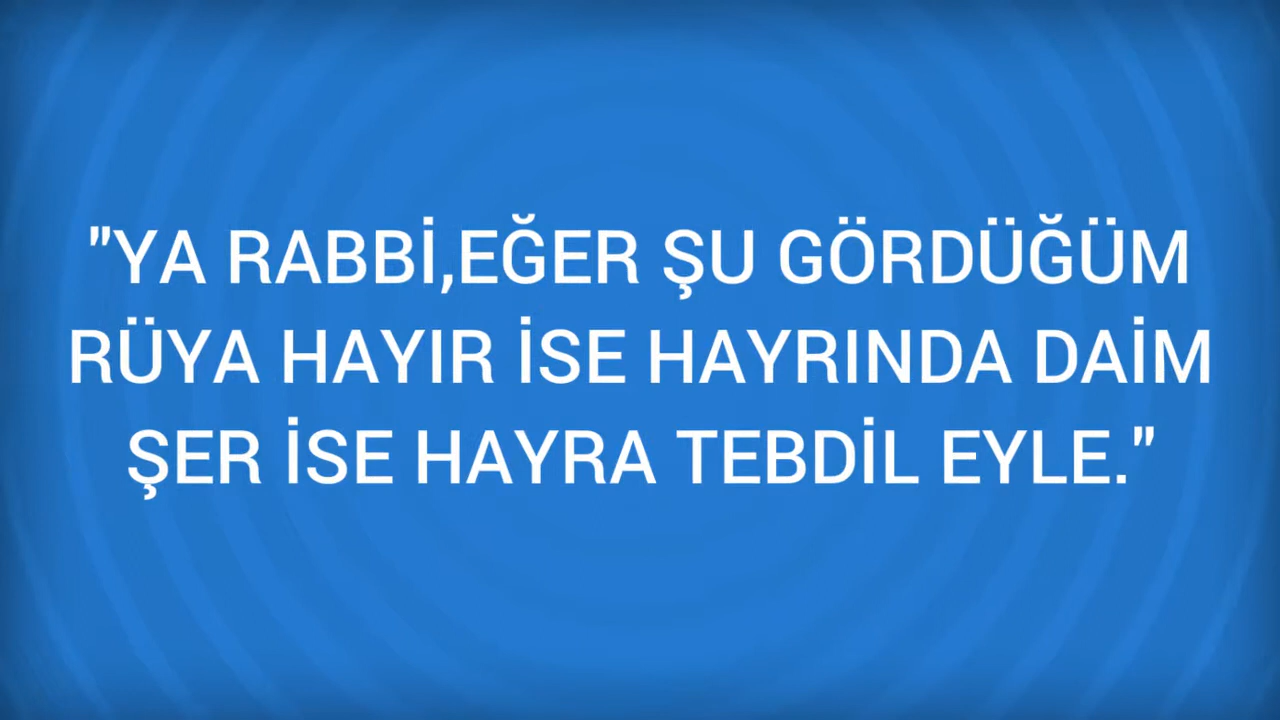 "YA RABBİ,EĞER ŞU GÖRDÜĞÜM
RÜYA HAYIR İSE HAYRINDA DAİM
ŞER İSE HAYRA TEBDİL EYLE."